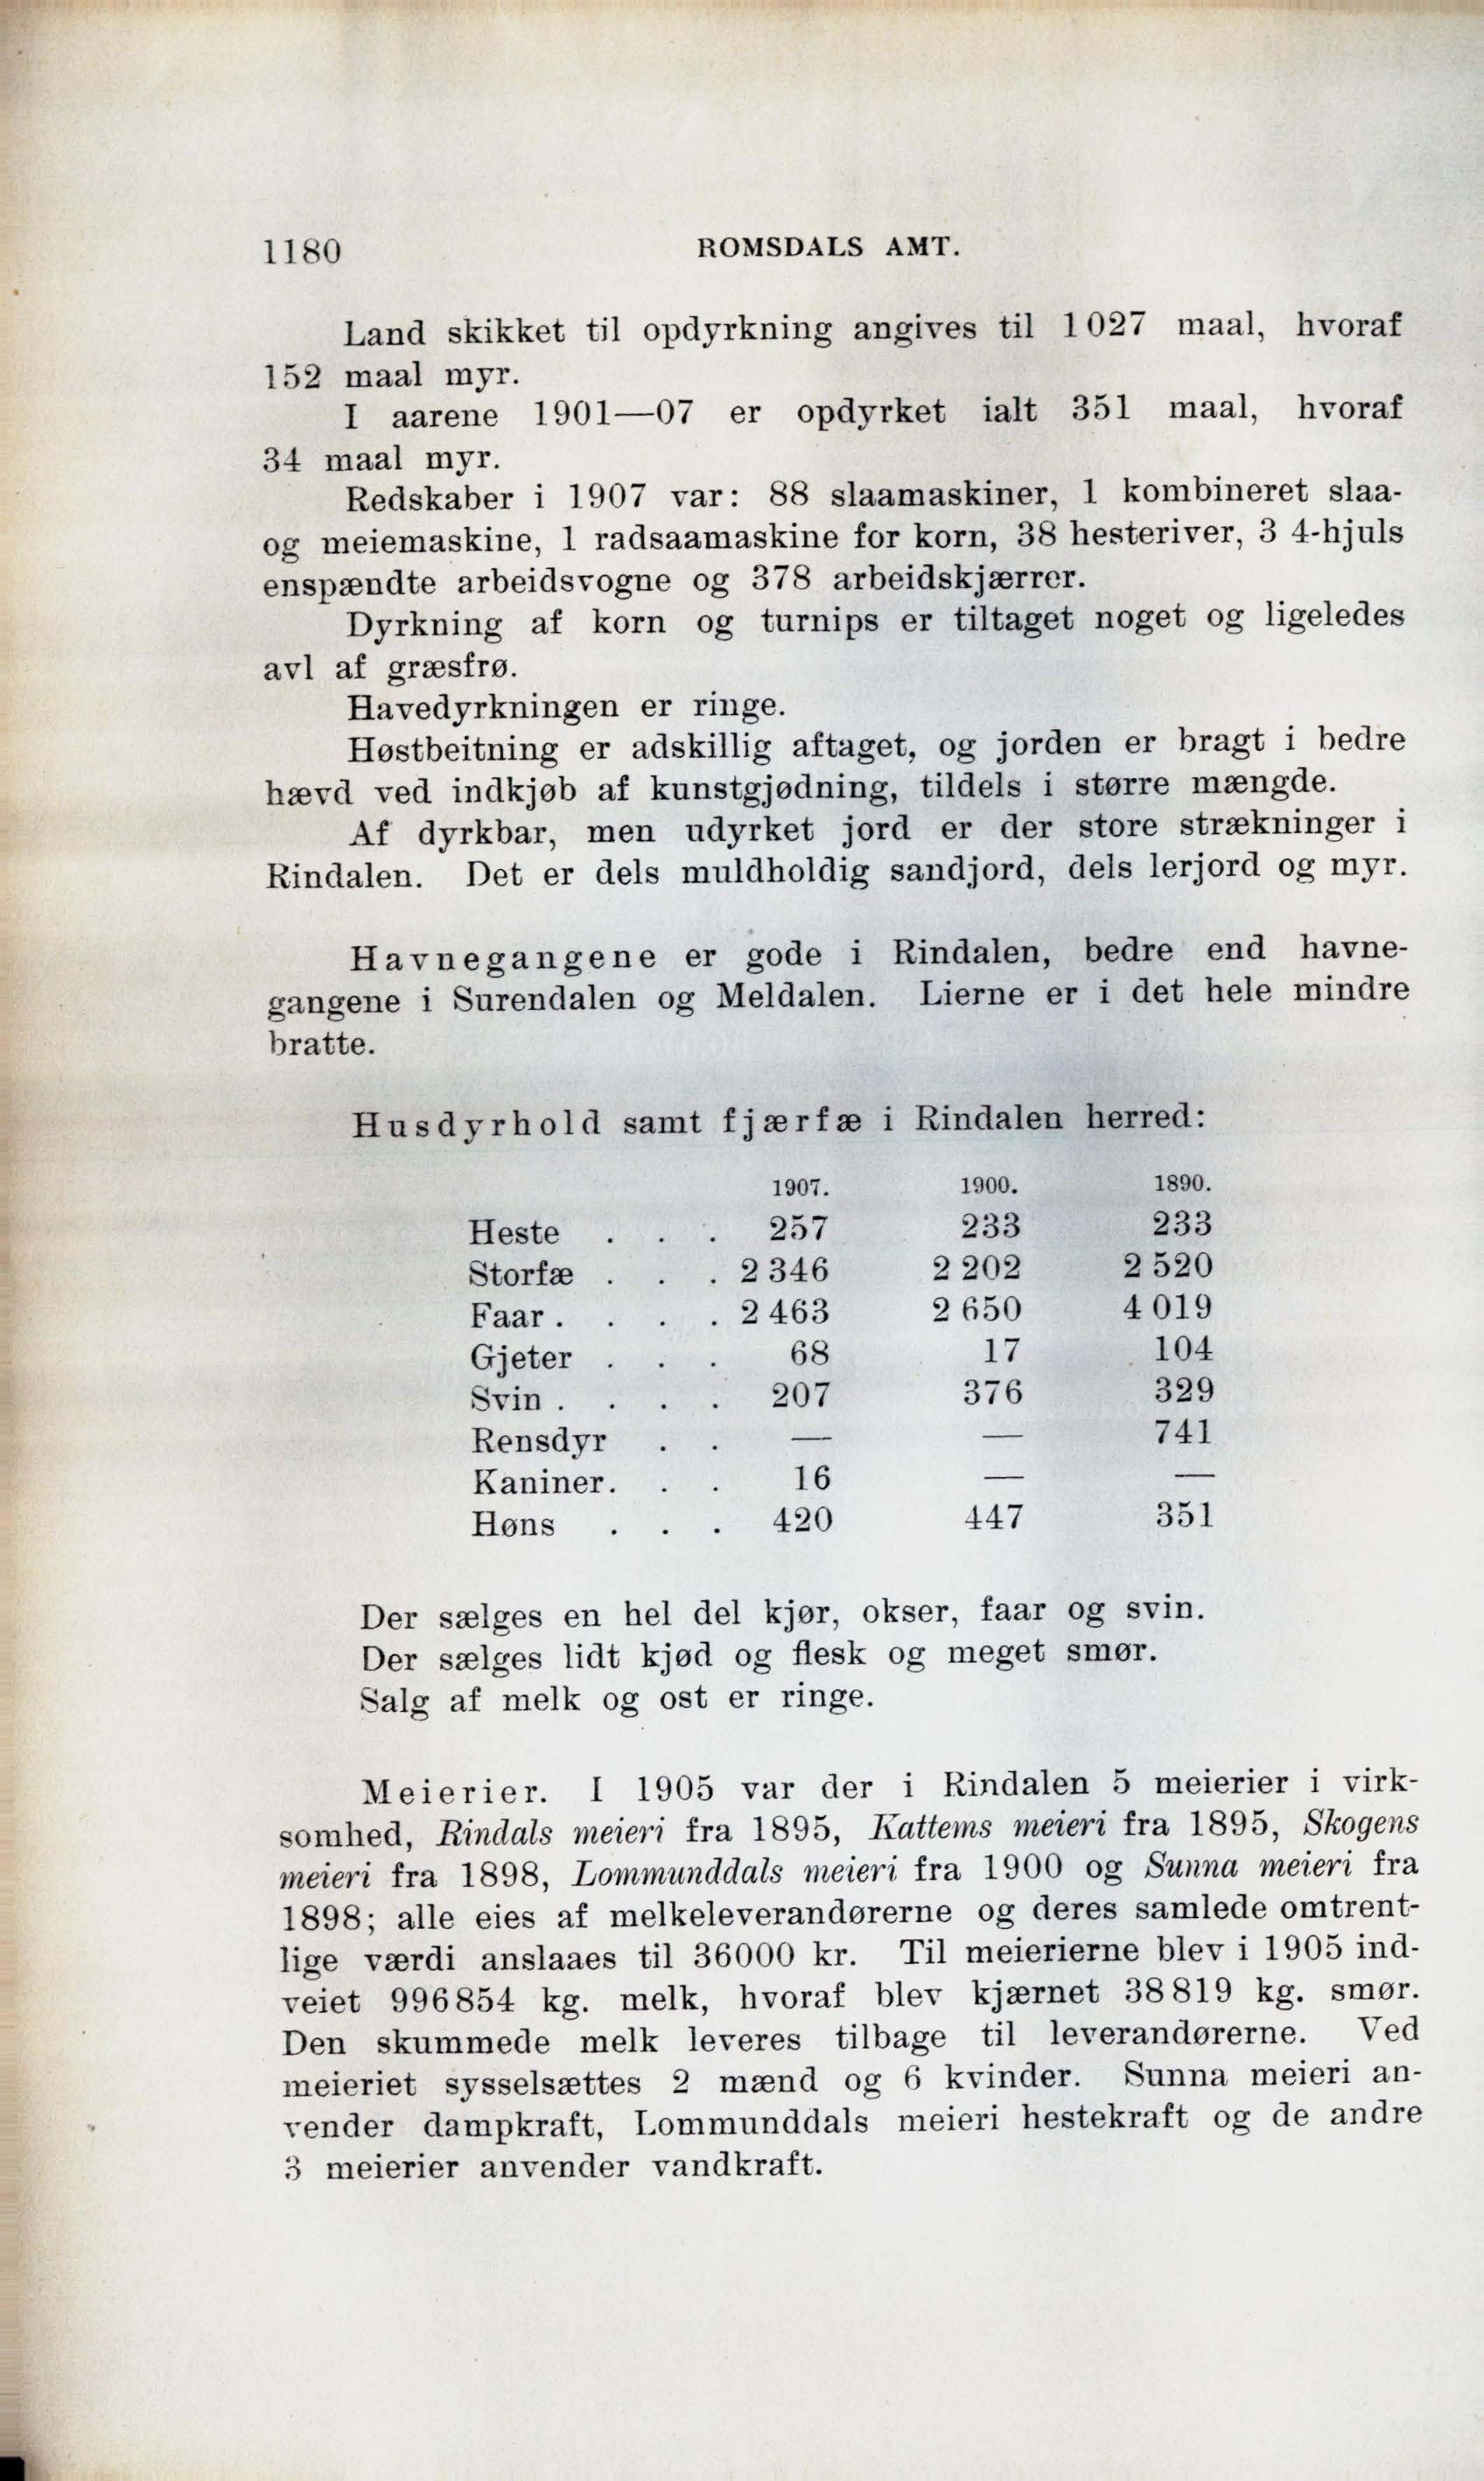 1180 ROMSDALS AMT.
Land skikket til opdyrkning angives til 1 027 maal, hvoraf
152 maal myr.
I aarene 1901—07 er opdyrket ialt 351 maal, hvoraf
34 maal myr.
Redskaber i 1907 var: 88 slaamaskiner, 1 kombineret slaa-
og meiemaskine, 1 radsaamaskine for korn, 38 hesteriver, 3 4-hjuls
enspændte arbeidsvogne og 378 arbeidskjærrer.
Dyrkning af korn og turnips er tiltaget noget og ligeledes
avl af græsfrø.
Havedyrkningen er ringe.
Høstbeitning er adskillig aftaget, og jorden er bragt i bedre
hævd ved indkjøb af kunstgjødning, tildels i større mængde.
Af dyrkbar, men udyrket jord er der store strækninger i
Rindalen. Det er dels muldholdig sandjord, dels lerjord og myr.
Havnegangene er gode i Rindalen, bedre end havne-
gangene i Surendalen og Meldalen. Lierne er i det hele mindre
bratte.
Husdyrhold samt fjærfæ i Rindalen herred:
1907. 1900. 1890.
Heste . . . 257 233 233
Storfæ . . . 2 346 2 202 2 520
Faar . . . . 2 463 2 650 4 019
Gjeter . . . 68 17 104
Svin . . . . 207 376 329
Rensdyr . . — — 741
Kaniner. . . 16 — —
Høns . . . 420 447 351
Der sælges en hel del kjør, okser, faar og svin.
Der sælges lidt kjød og flesk og meget smør.
Salg af melk og ost er ringe.
Meierier. I 1905 var der i Rindalen 5 meierier i virk-
somhed, Rindals meieri fra 1895, Kattems meieri fra 1895, Skogens
meieri fra 1898, Lommunddals meieri fra 1900 og Sunna meieri fra
1898; alle eies af melkeleverandørerne og deres samlede omtrent-
lige værdi anslaaes til 36000 kr. Til meierierne blev i 1905 ind-
veiet 996 854 kg. melk, hvoraf blev kjærnet 38 819 kg. smør.
Den skummede melk leveres tilbage til leverandørerne. Ved
meieriet sysselsættes 2 mænd og 6 kvinder. Sunna meieri an-
vender dampkraft, Lommunddals meieri hestekraft og de andre
3 meierier anvender vandkraft.